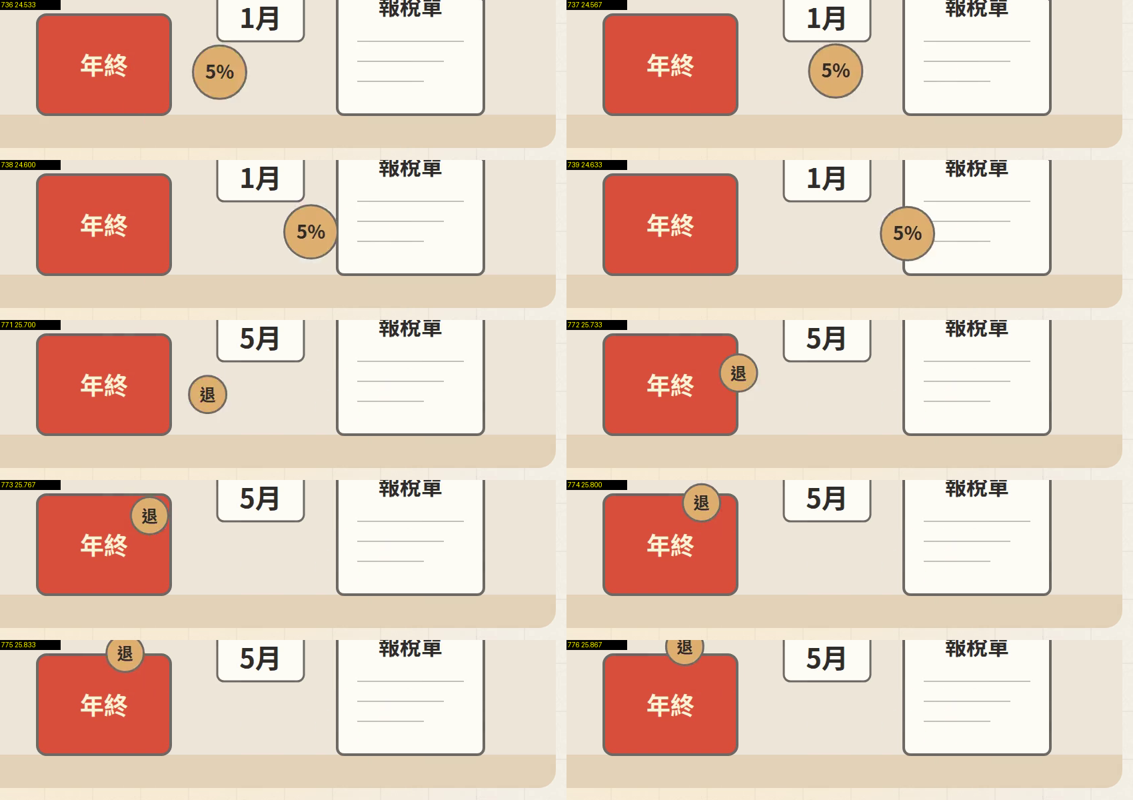 736 24.533
1月
報稅單
年終
5%
737 24.567
1月
報稅單
年終
5%
738 24.600
1月
報稅單
年終
5%
739 24.633
1月
報稅單
年終
5%
771 25.700
5月
報稅單
年終
退
772 25.733
5月
報稅單
年終
退
773 25.767
5月
報稅單
年終
退
774 25.800
5月
報稅單
年終
退
775 25.833
5月
報稅單
年終
退
776 25.867
5月
報稅單
年終
退